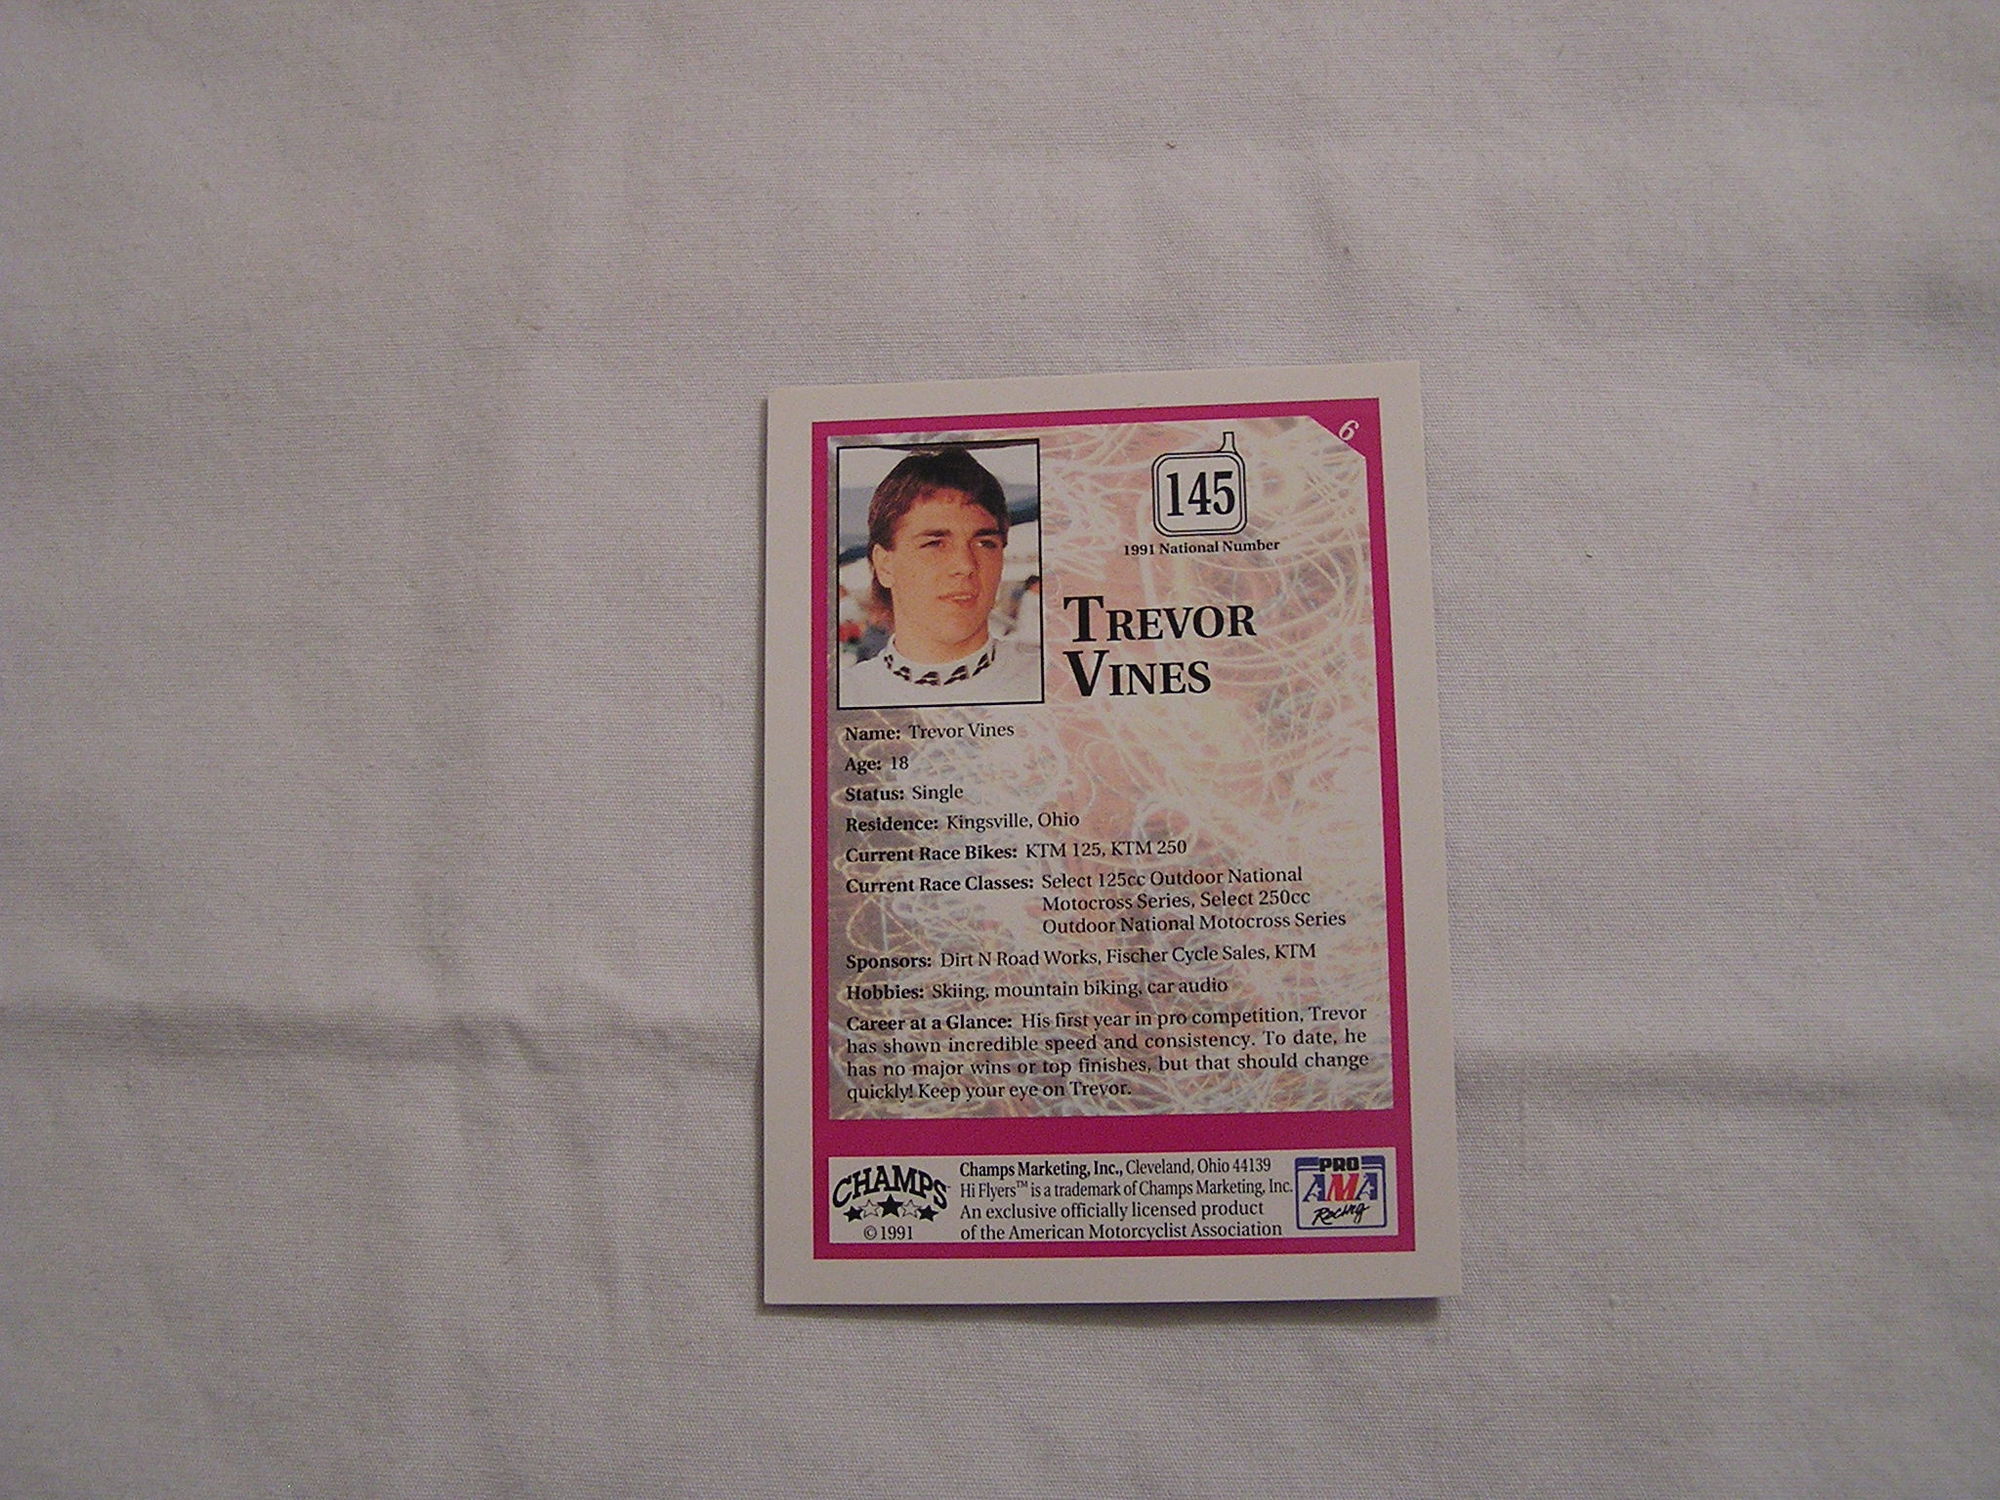 6
145
1991 National Number
TREVOR
VINES
Name: Trevor Vines
Age: 18
Status: Single
Residence: Kingsville, Ohio
Current Race Bikes: KTM 125, KTM 250
Current Race Classes: Select 125cc Outdoor National
Motocross Series, Select 250cc
Outdoor National Motocross Series
Sponsors: Dirt N Road Works, Fischer Cycle Sales, KTM
Hobbies: Skiing, mountain biking, car audio
Career at a Glance: His first year in pro competition, Trevor
has shown incredible speed and consistency. To date, he
has no major wins or top finishes, but that should change
quickly! Keep your eye on Trevor.
CHAMPS
©1991
Champs Marketing, Inc., Cleveland, Ohio 44139
Hi Flyers™ is a trademark of Champs Marketing, Inc.
An exclusive officially licensed product
of the American Motorcyclist Association
PRO
AMA
Racing